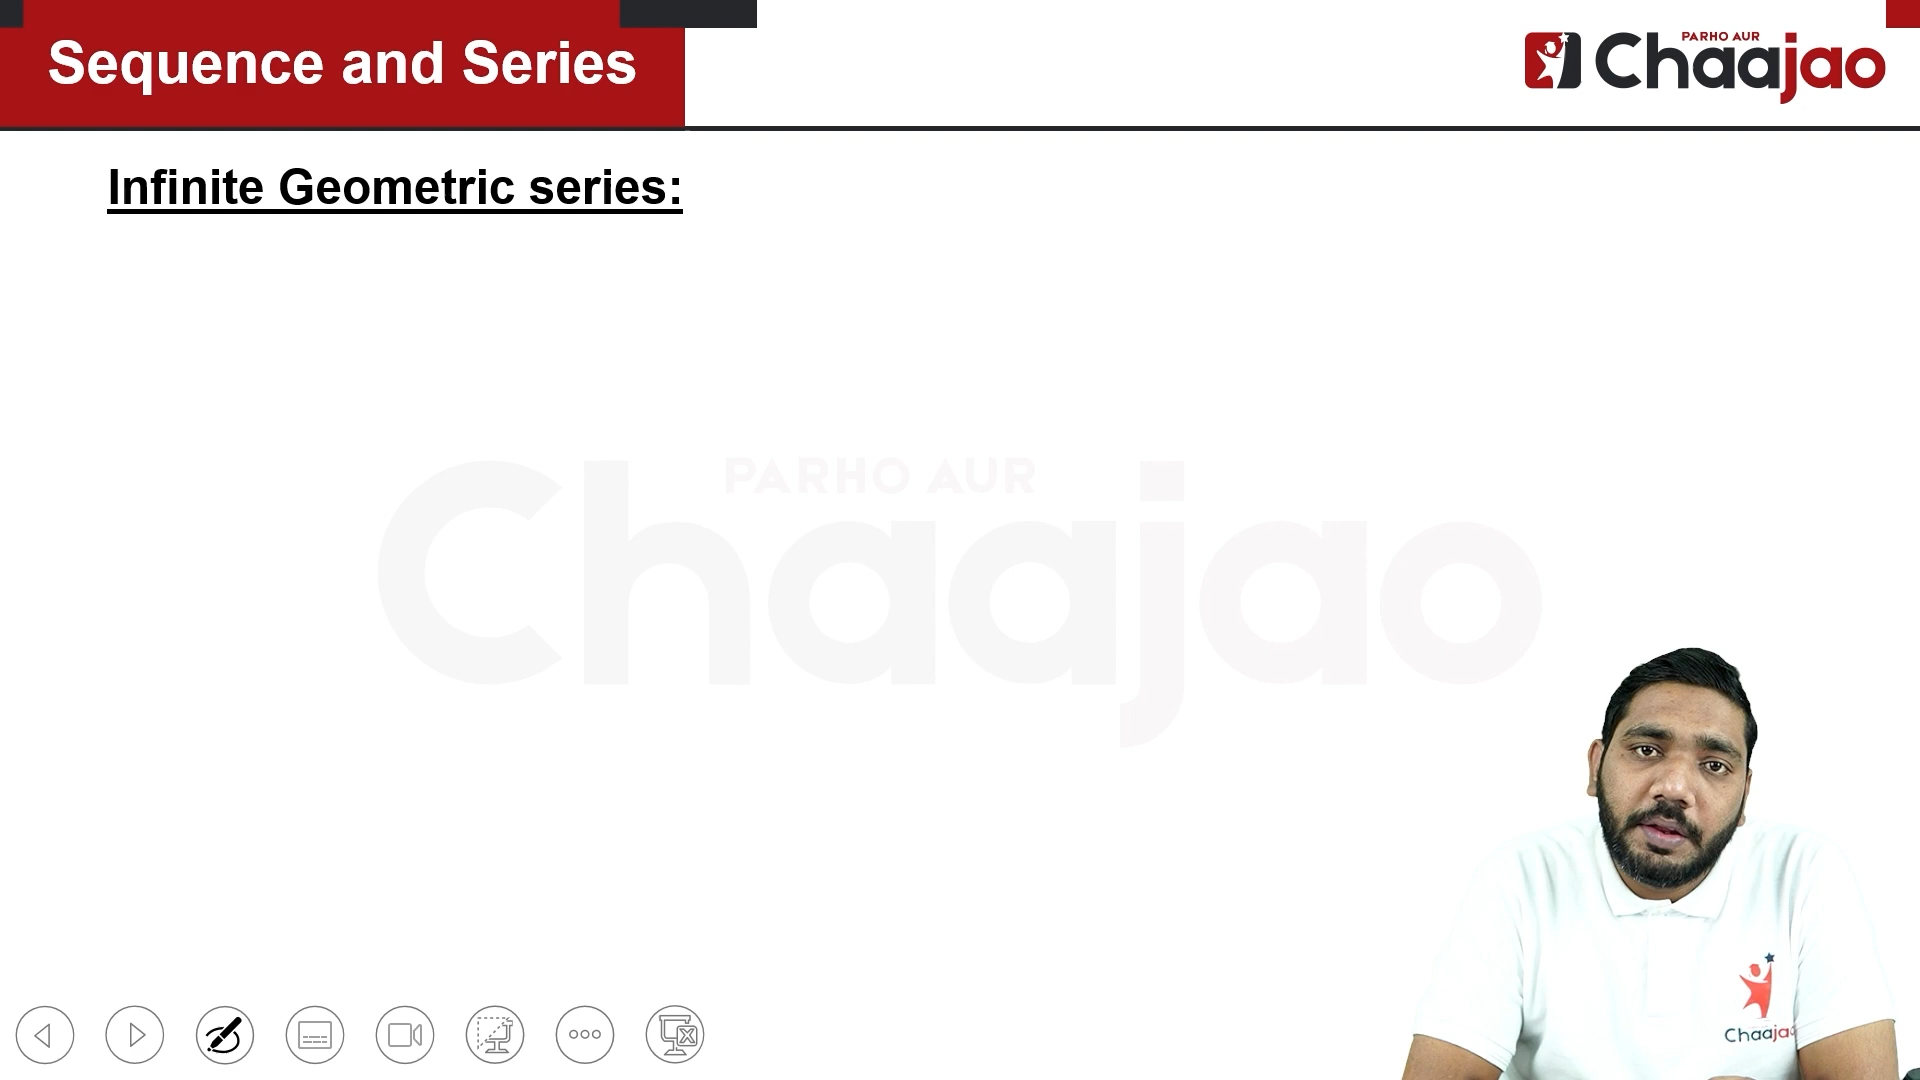 Sequence and Series
PARHO AUR
Chaajao
Infinite Geometric series:
PARHO AUR
Chaajao
Chaajao